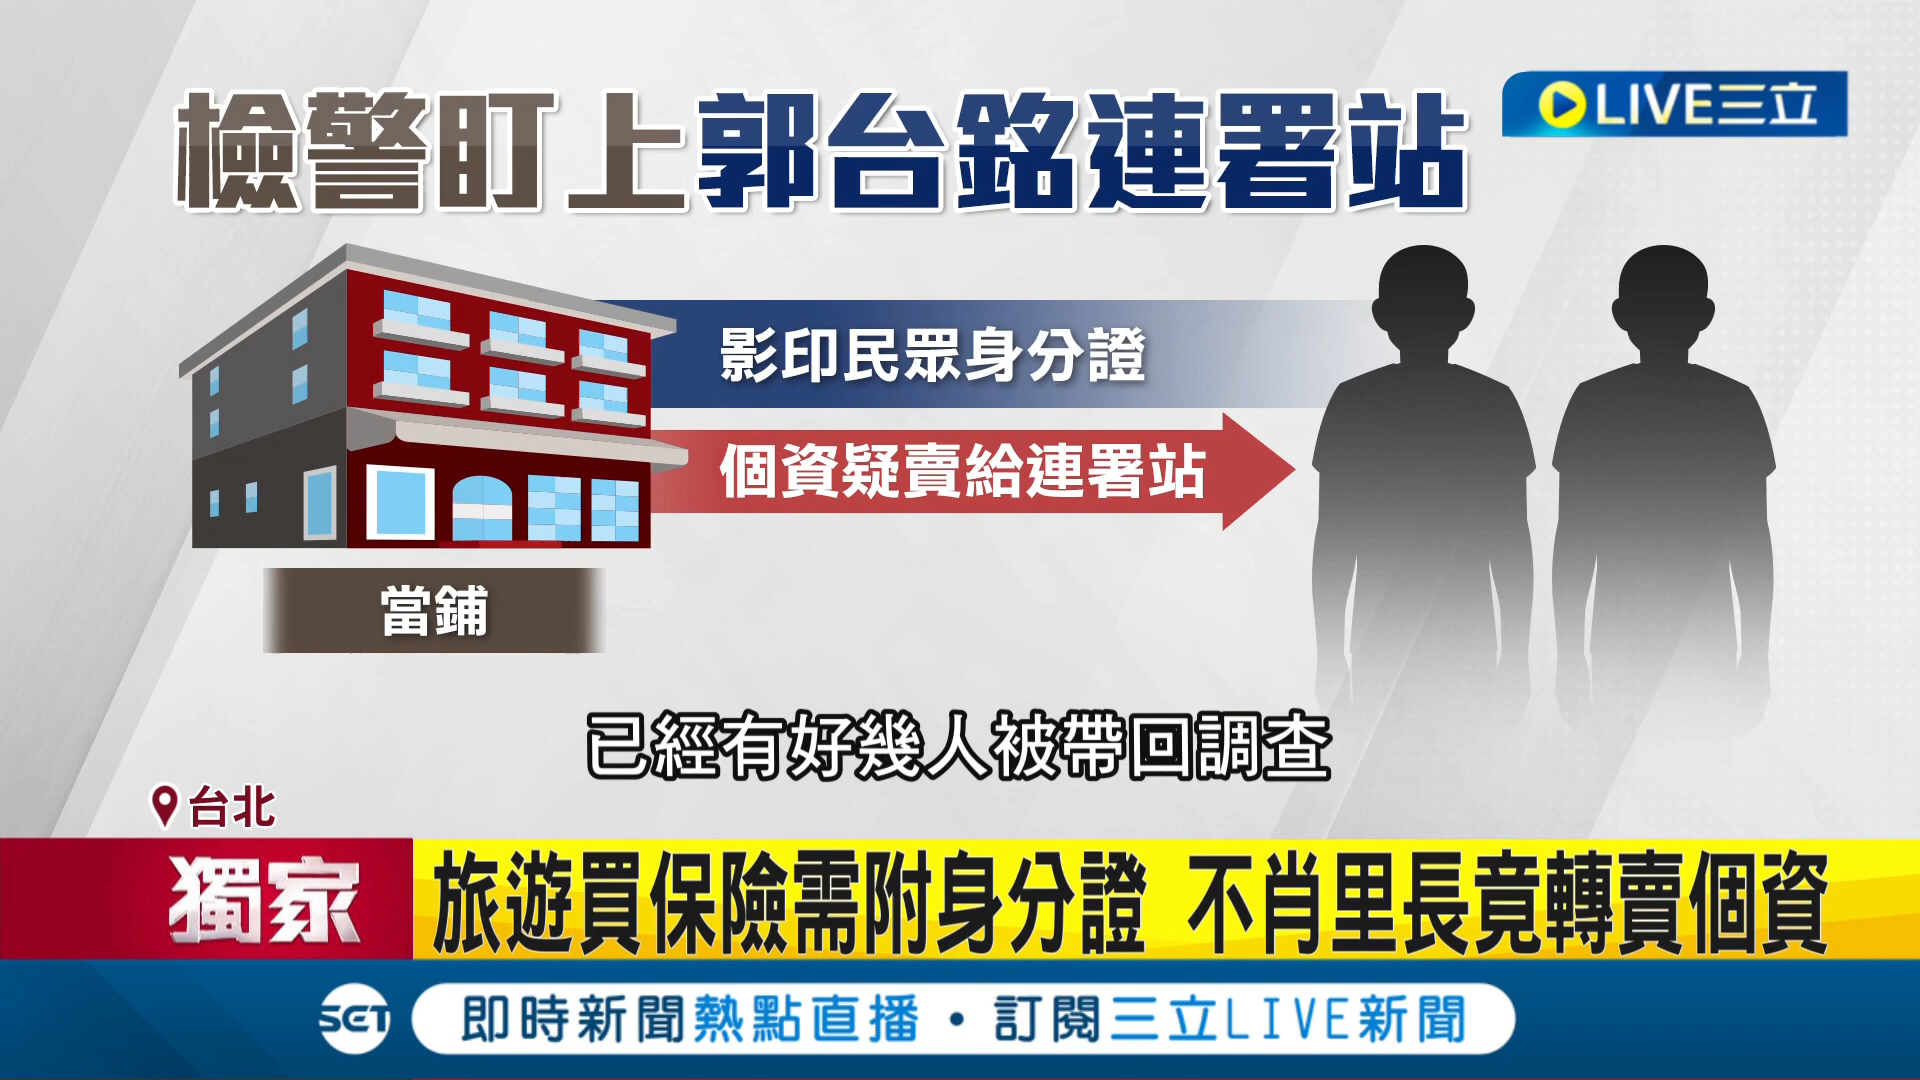 檢警盯上郭台銘連署站
LIVE三立
影印民眾身分證
個資疑賣給連署站
當鋪
已經有好幾人被帶回調查
台北
獨家
旅遊買保險需附身分證 不肖里長竟轉賣個資
SET
即時新聞熱點直播・訂閱三立LIVE新聞